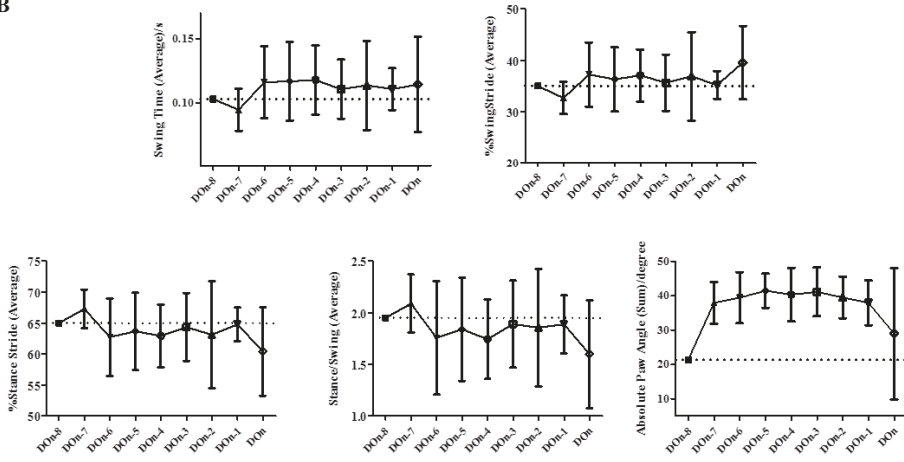 B
Swing Time (Average)/s
0.15
0.10
DOn-8 DOn-7 DOn-6 DOn-5 DOn-4 DOn-3 DOn-2 DOn-1 DOn
%SwingStride (Average)
50
40
30
20
DOn-8 DOn-7 DOn-6 DOn-5 DOn-4 DOn-3 DOn-2 DOn-1 DOn
%Stance Stride (Average)
75
70
65
60
55
50
DOn-8 DOn-7 DOn-6 DOn-5 DOn-4 DOn-3 DOn-2 DOn-1 DOn
Stance/Swing (Average)
2.5
2.0
1.5
1.0
DOn-8 DOn-7 DOn-6 DOn-5 DOn-4 DOn-3 DOn-2 DOn-1 DOn
Absolute Paw Angle (Sum)/degree
50
40
30
20
10
DOn-8 DOn-7 DOn-6 DOn-5 DOn-4 DOn-3 DOn-2 DOn-1 DOn